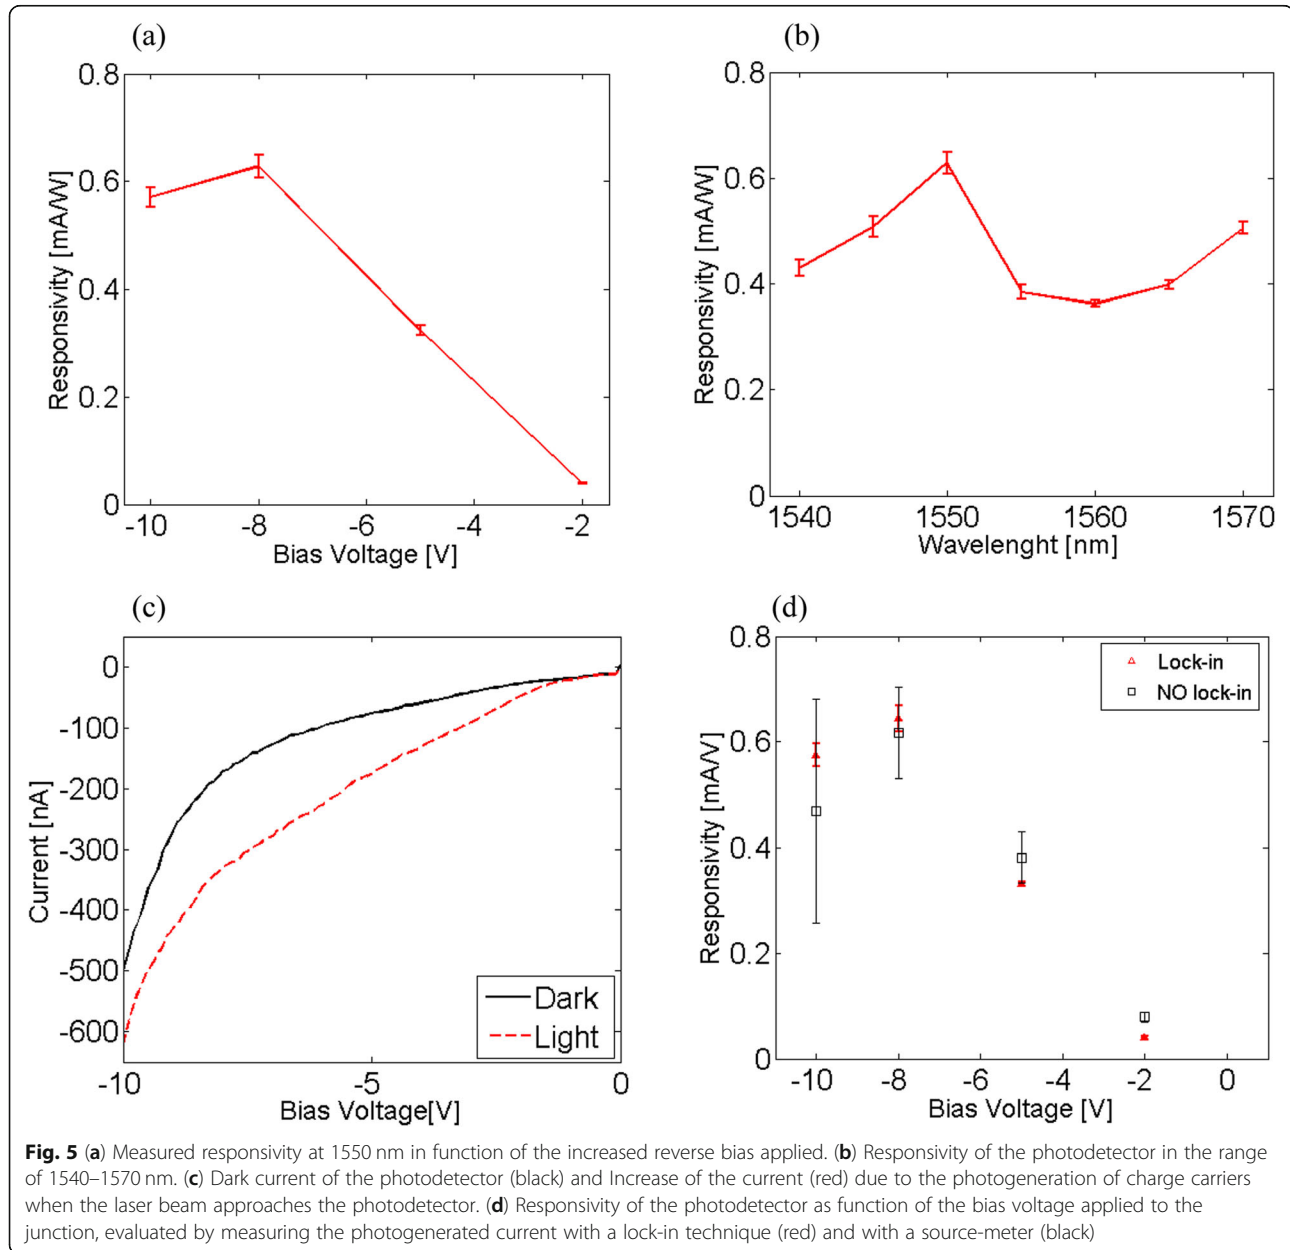 (a)
0.8
0.6
0.4
0.2
0
Responsivity [mA/W]
-10 -8 -6 -4 -2
Bias Voltage [V]
(b)
0.8
0.6
0.4
0.2
0
Responsivity [mA/W]
1540 1550 1560 1570
Wavelenght [nm]
(c)
0
-100
-200
-300
-400
-500
-600
Current [nA]
Dark
Light
-10 -5 0
Bias Voltage[V]
(d)
0.8
0.6
0.4
0.2
0
Responsivity [mA/V]
Lock-in
NO lock-in
-10 -8 -6 -4 -2 0
Bias Voltage [V]
Fig. 5 (a) Measured responsivity at 1550 nm in function of the increased reverse bias applied. (b) Responsivity of the photodetector in the range
of 1540–1570 nm. (c) Dark current of the photodetector (black) and Increase of the current (red) due to the photogeneration of charge carriers
when the laser beam approaches the photodetector. (d) Responsivity of the photodetector as function of the bias voltage applied to the
junction, evaluated by measuring the photogenerated current with a lock-in technique (red) and with a source-meter (black)